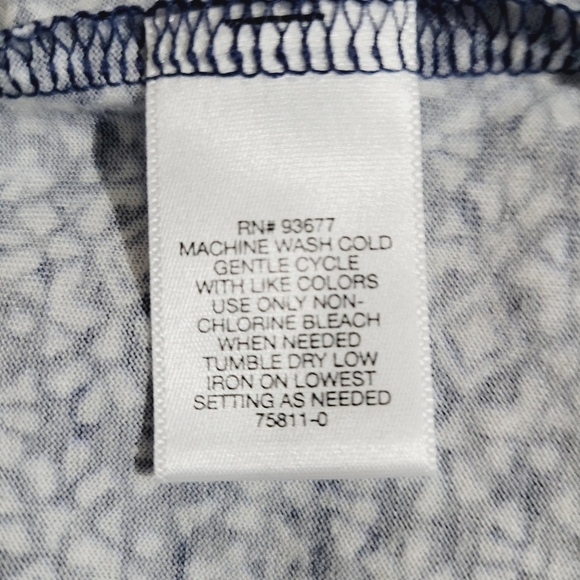 RN# 93677
MACHINE WASH COLD
GENTLE CYCLE
WITH LIKE COLORS
USE ONLY NON-
CHLORINE BLEACH
WHEN NEEDED
TUMBLE DRY LOW
IRON ON LOWEST
SETTING AS NEEDED
75811-0